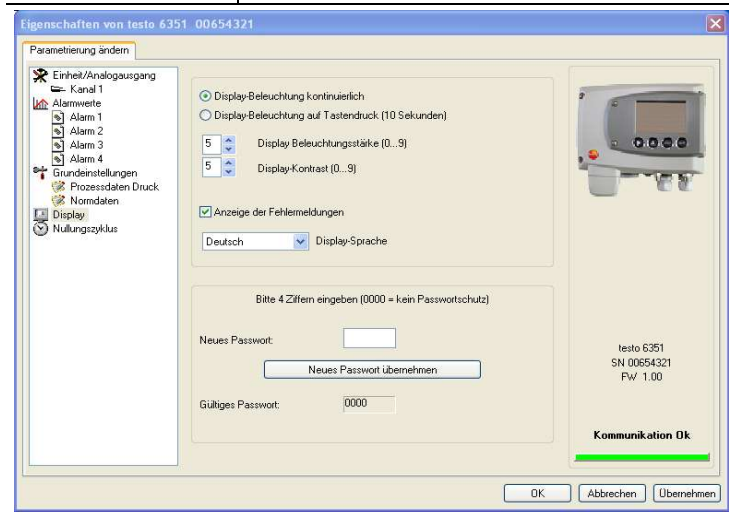 Eigenschaften von testo 6351 00654321
Parametrierung ändern
Einheit/Analogausgang
Kanal 1
Alarmwerte
Alarm 1
Alarm 2
Alarm 3
Alarm 4
Grundeinstellungen
Prozessdaten Druck
Normdaten
Display
Nullungszyklus
Display-Beleuchtung kontinuierlich
Display-Beleuchtung auf Tastendruck (10 Sekunden)
5 Display Beleuchtungsstärke (0...9)
5 Display-Kontrast (0...9)
Anzeige der Fehlermeldungen
Deutsch Display-Sprache
Bitte 4 Ziffern eingeben (0000 = kein Passwortschutz)
Neues Passwort:
Neues Passwort übernehmen
Gültiges Passwort: 0000
testo 6351
SN 00654321
FW 1.00
Kommunikation Ok
OK Abbrechen Übernehmen